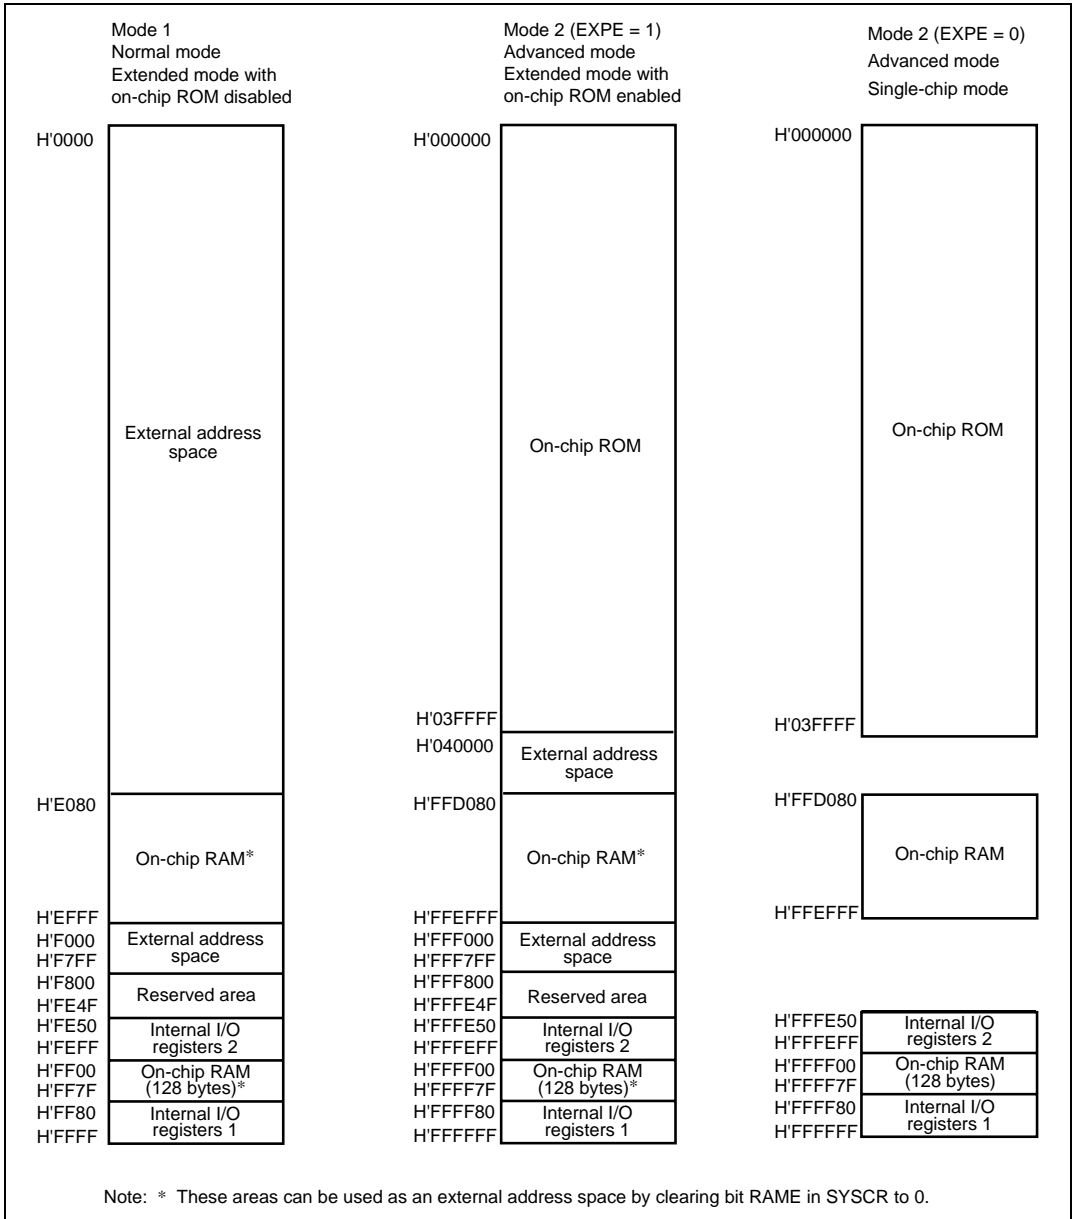 Mode 1
Normal mode
Extended mode with
on-chip ROM disabled
H'0000
External address
space
H'E080
On-chip RAM*
H'EFFF
H'F000
External address
space
H'F7FF
H'F800
Reserved area
H'FE4F
H'FE50
Internal I/O
registers 2
H'FEFF
H'FF00
On-chip RAM
(128 bytes)*
H'FF7F
H'FF80
Internal I/O
registers 1
H'FFFF
Mode 2 (EXPE = 1)
Advanced mode
Extended mode with
on-chip ROM enabled
H'000000
On-chip ROM
H'03FFFF
H'040000
External address
space
H'FFD080
On-chip RAM*
H'FFEFFF
H'FFF000
External address
space
H'FFF7FF
H'FFF800
Reserved area
H'FFFE4F
H'FFFE50
Internal I/O
registers 2
H'FFFEFF
H'FFFF00
On-chip RAM
(128 bytes)*
H'FFFF7F
H'FFFF80
Internal I/O
registers 1
H'FFFFFF
Mode 2 (EXPE = 0)
Advanced mode
Single-chip mode
H'000000
On-chip ROM
H'03FFFF
H'FFD080
On-chip RAM
H'FFEFFF
H'FFFE50
Internal I/O
registers 2
H'FFFEFF
H'FFFF00
On-chip RAM
(128 bytes)
H'FFFF7F
H'FFFF80
Internal I/O
registers 1
H'FFFFFF
Note: * These areas can be used as an external address space by clearing bit RAME in SYSCR to 0.